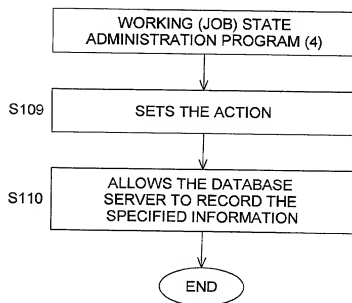 WORKING (JOB) STATE
ADMINISTRATION PROGRAM (4)
S109
SETS THE ACTION
S110
ALLOWS THE DATABASE
SERVER TO RECORD THE
SPECIFIED INFORMATION
END